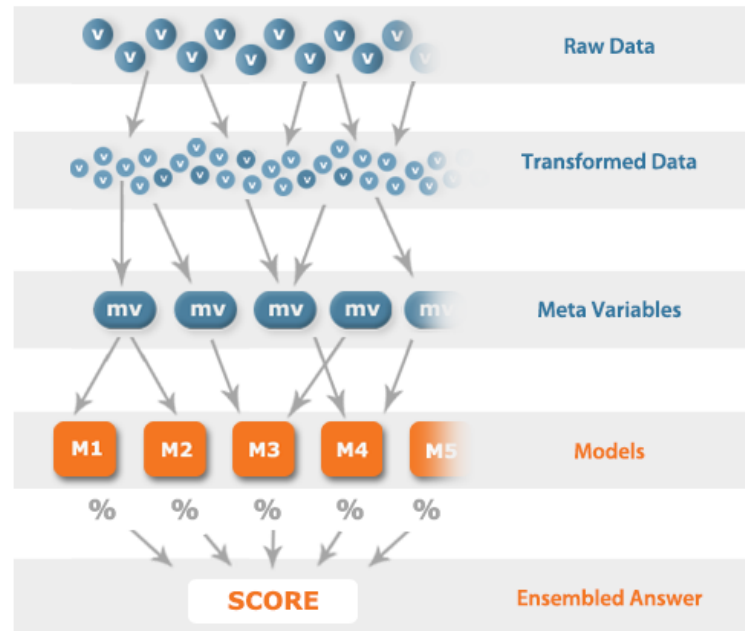 v v v v v v v v v v v v
Raw Data
v v v v v v v v v v v v v v v v v v v v v v v v
Transformed Data
mv mv mv mv mv
Meta Variables
M1 M2 M3 M4 M5
Models
% % % % %
SCORE
Ensembled Answer